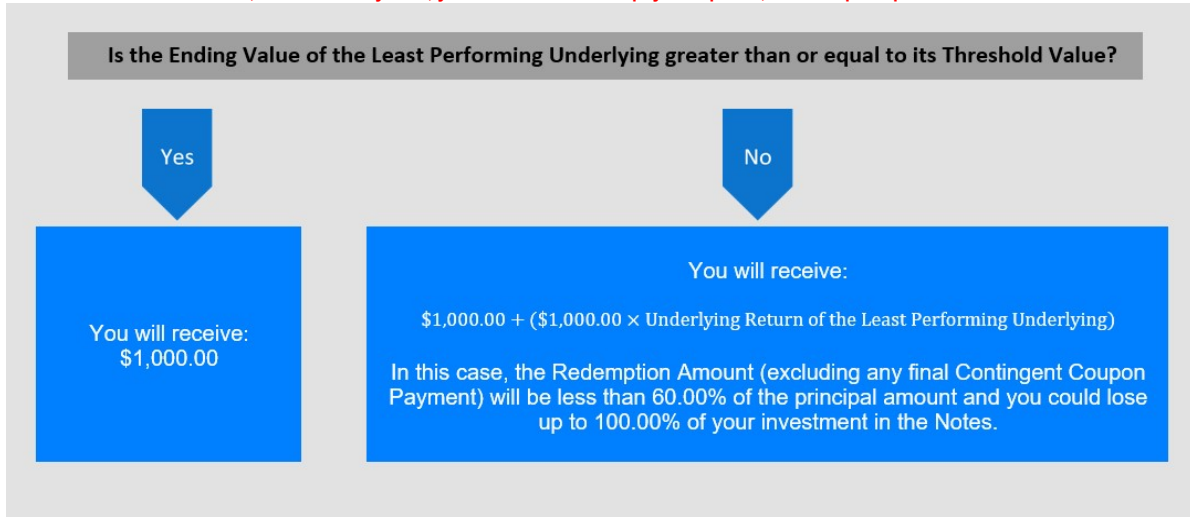 Is the Ending Value of the Least Performing Underlying greater than or equal to its Threshold Value?
Yes
No
You will receive:
$1,000.00
You will receive:
$1,000.00 + ($1,000.00 × Underlying Return of the Least Performing Underlying)
In this case, the Redemption Amount (excluding any final Contingent Coupon
Payment) will be less than 60.00% of the principal amount and you could lose
up to 100.00% of your investment in the Notes.